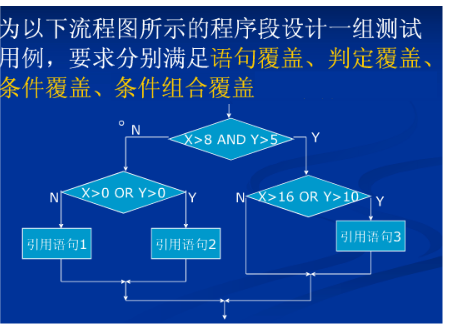 为以下流程图所示的程序段设计一组测试
用例，要求分别满足语句覆盖、判定覆盖、
条件覆盖、条件组合覆盖
N
X>8 AND Y>5
Y
N
X>0 OR Y>0
Y
N
X>16 OR Y>10
Y
引用语句1
引用语句2
引用语句3